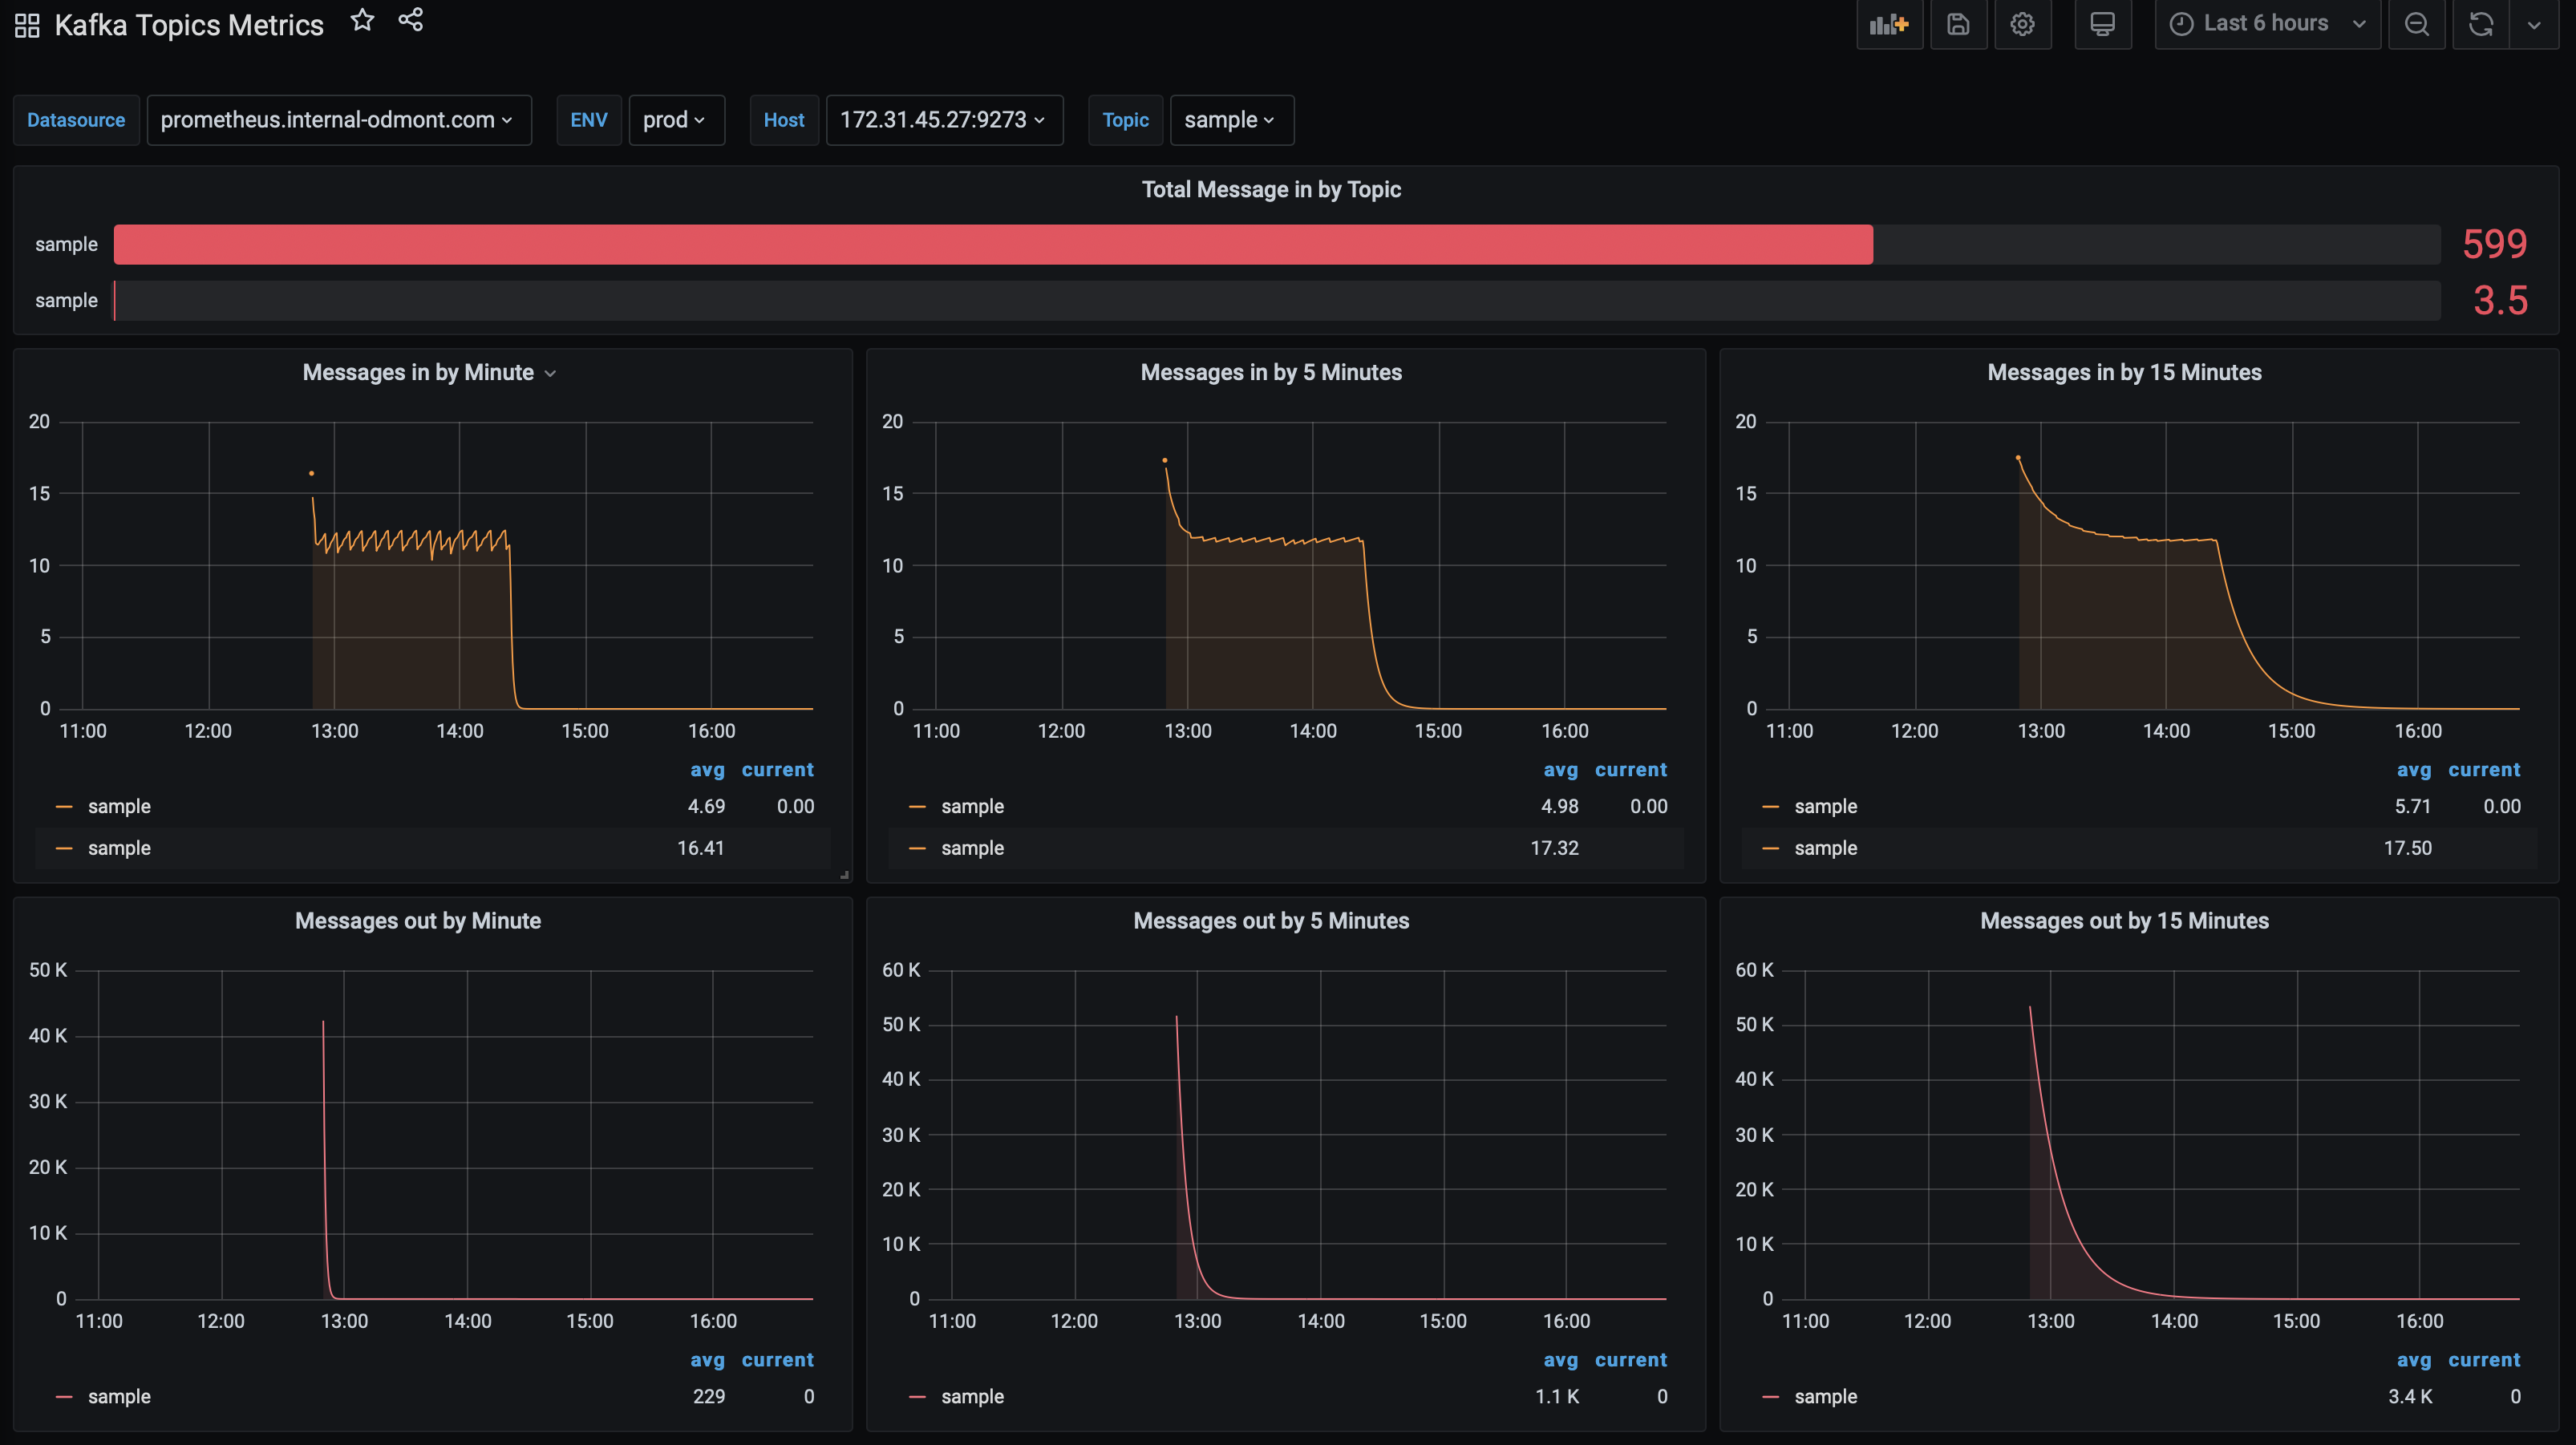 Kafka Topics Metrics
Last 6 hours
Datasource prometheus.internal-odmont.com ENV prod Host 172.31.45.27:9273 Topic sample
Total Message in by Topic
sample 599
sample 3.5
Messages in by Minute
20
15
10
5
0
11:00 12:00 13:00 14:00 15:00 16:00
avg current
sample 4.69 0.00
sample 16.41
Messages in by 5 Minutes
20
15
10
5
0
11:00 12:00 13:00 14:00 15:00 16:00
avg current
sample 4.98 0.00
sample 17.32
Messages in by 15 Minutes
20
15
10
5
0
11:00 12:00 13:00 14:00 15:00 16:00
avg current
sample 5.71 0.00
sample 17.50
Messages out by Minute
50 K
40 K
30 K
20 K
10 K
0
11:00 12:00 13:00 14:00 15:00 16:00
avg current
sample 229 0
Messages out by 5 Minutes
60 K
50 K
40 K
30 K
20 K
10 K
0
11:00 12:00 13:00 14:00 15:00 16:00
avg current
sample 1.1 K 0
Messages out by 15 Minutes
60 K
50 K
40 K
30 K
20 K
10 K
0
11:00 12:00 13:00 14:00 15:00 16:00
avg current
sample 3.4 K 0